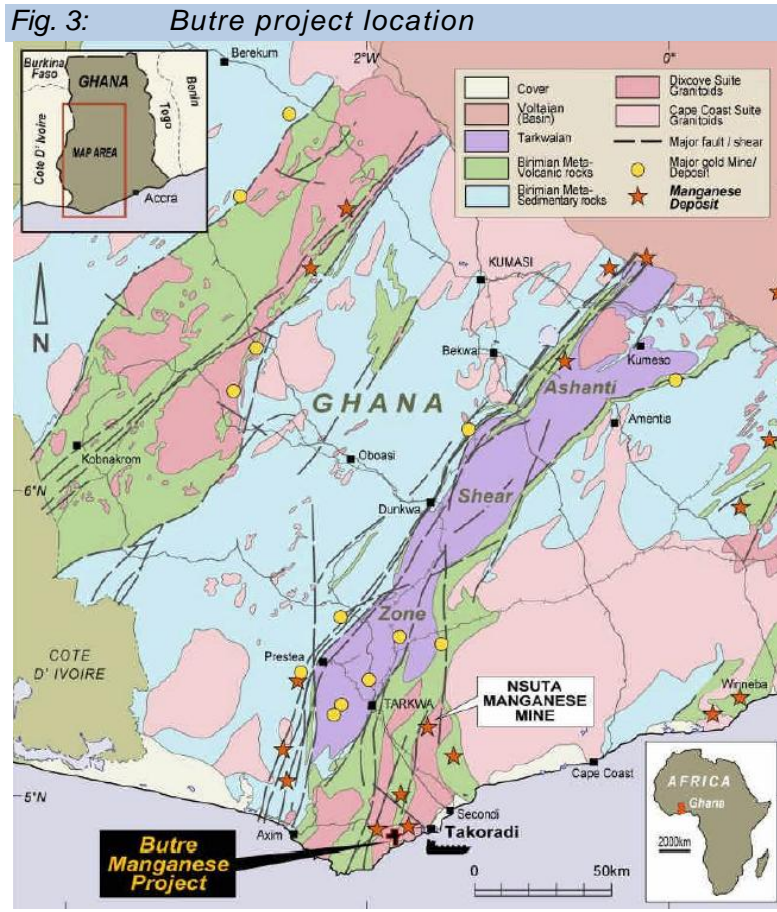 Fig. 3: Butre project location
2°W
0°
Berekum
Burkina
Faso
GHANA
Benin
Togo
Cote D' Ivoire
MAP AREA
Accra
Cover
Voltaian
(Basin)
Tarkwaian
Birimian Meta-
Volcanic rocks
Birimian Meta-
Sedimentary rocks
Dixcove Suite
Granitoids
Cape Coast Suite
Granitoids
Major fault / shear
Major gold Mine/
Deposit
Manganese
Deposit
N
KUMASI
Bekwai
Kumeso
Ashanti
GHANA
Amentia
Kobnakrom
Oboasi
6°N
Shear
Dunkwa
Zone
Prestea
COTE
D' IVOIRE
TARKWA
NSUTA
MANGANESE
MINE
Winneba
Cape Coast
5°N
Axim
Secondi
Takoradi
Butre
Manganese
Project
0
50km
AFRICA
Ghana
2000km